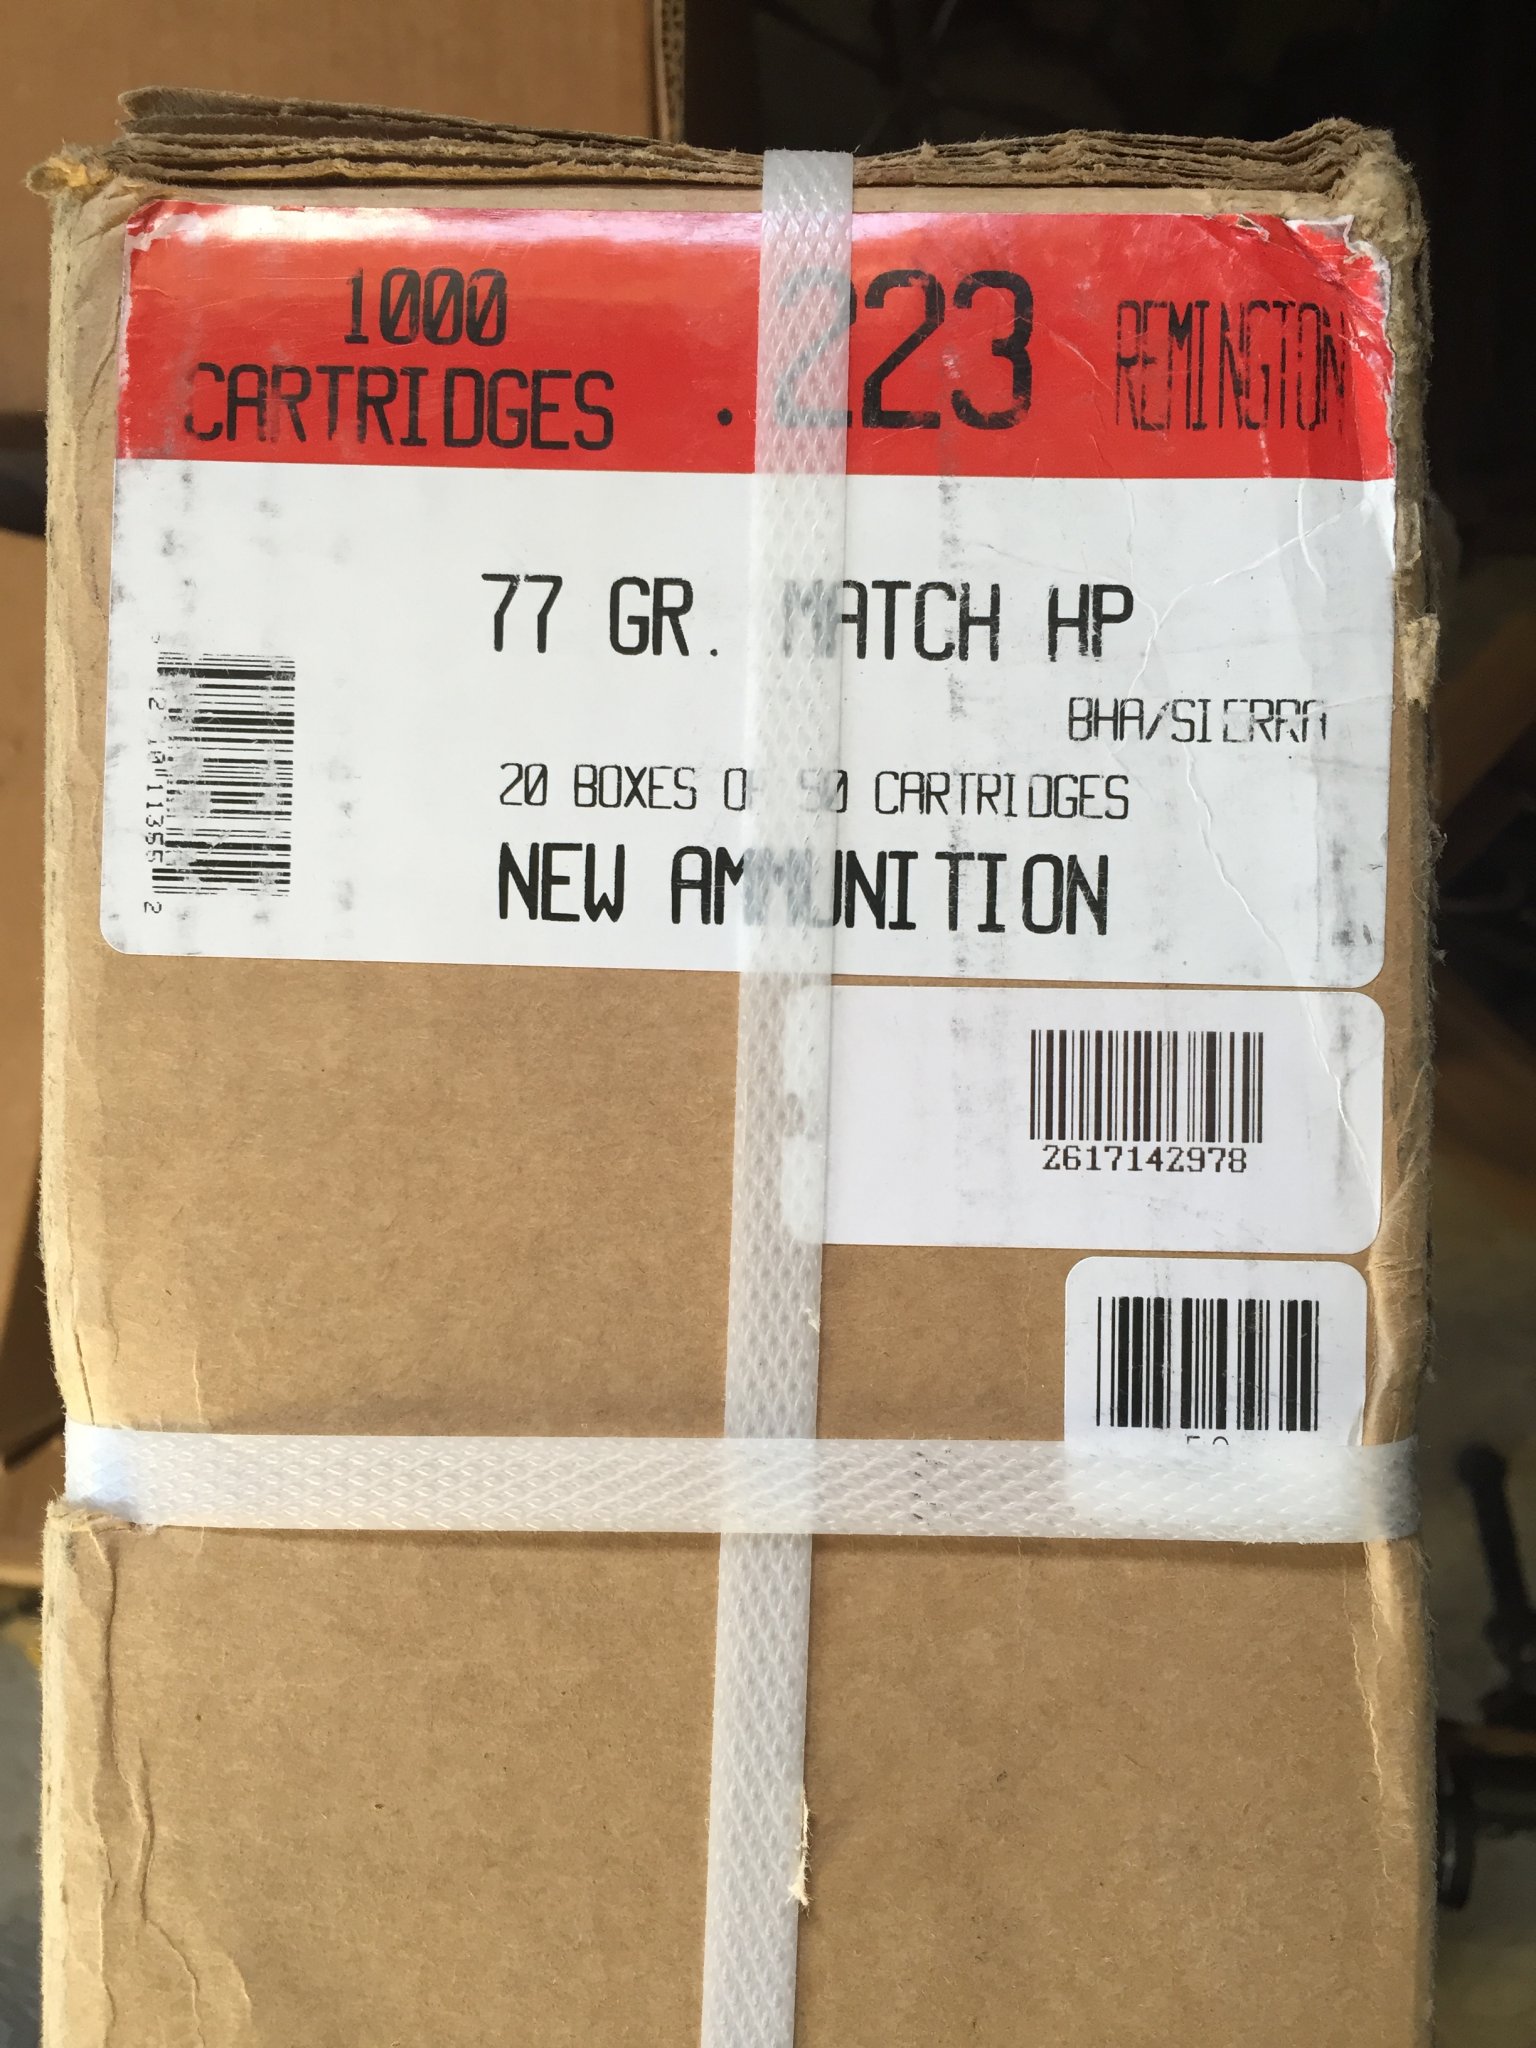 1000
CARTRIDGES
.223 REMINGTON
77 GR. MATCH HP
BHA/SIERRA
20 BOXES OF 50 CARTRIDGES
NEW AMMUNITION
2617142978